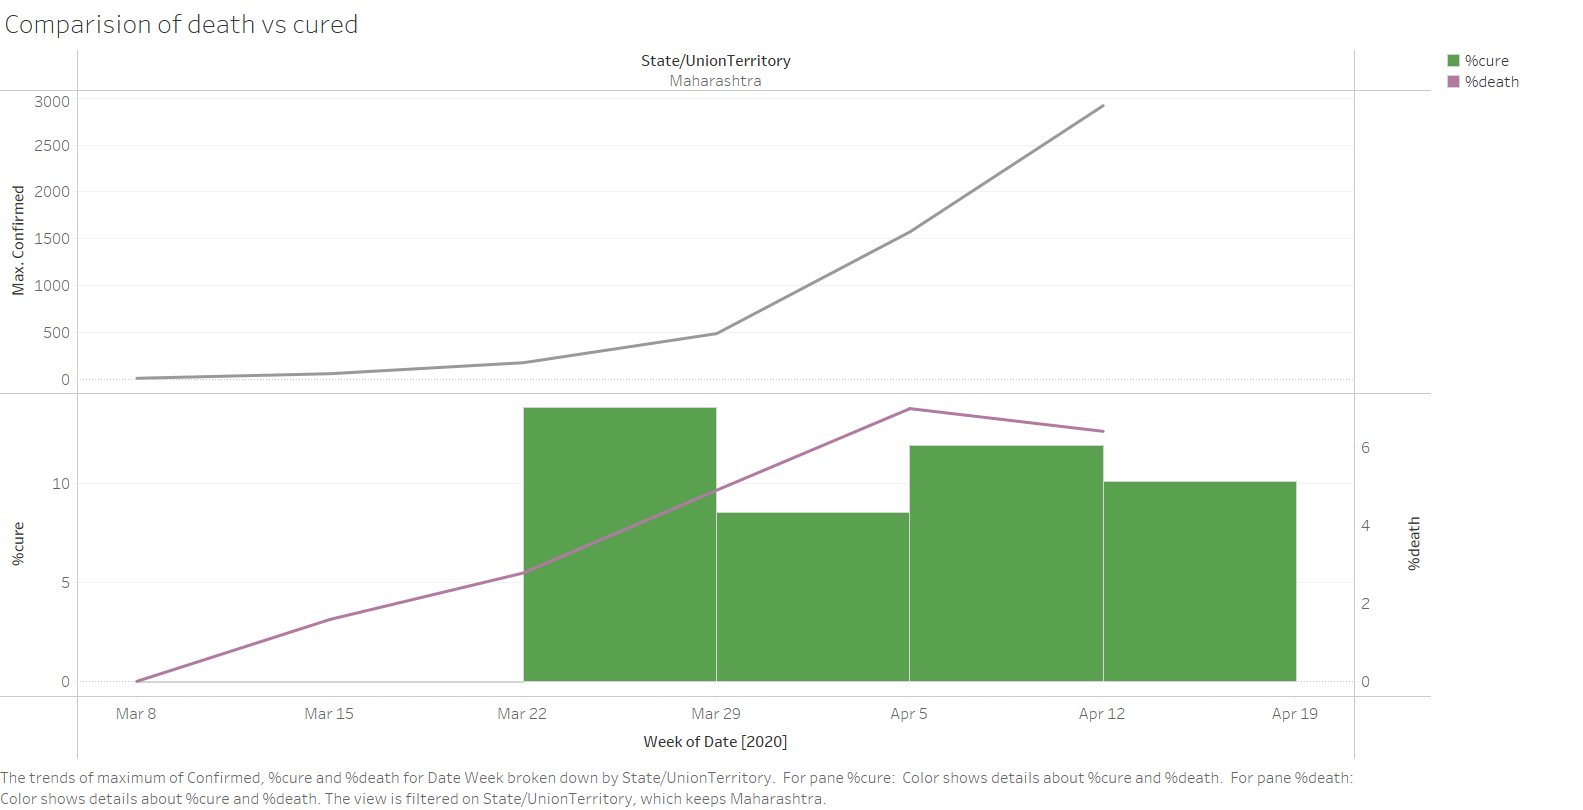 Comparision of death vs cured
State/UnionTerritory
Maharashtra
%cure
%death
3000
2500
2000
1500
1000
500
0
Max. Confirmed
10
5
0
%cure
6
4
2
0
%death
Mar 8 Mar 15 Mar 22 Mar 29 Apr 5 Apr 12 Apr 19
Week of Date [2020]
The trends of maximum of Confirmed, %cure and %death for Date Week broken down by State/UnionTerritory. For pane %cure: Color shows details about %cure and %death. For pane %death:
Color shows details about %cure and %death. The view is filtered on State/UnionTerritory, which keeps Maharashtra.